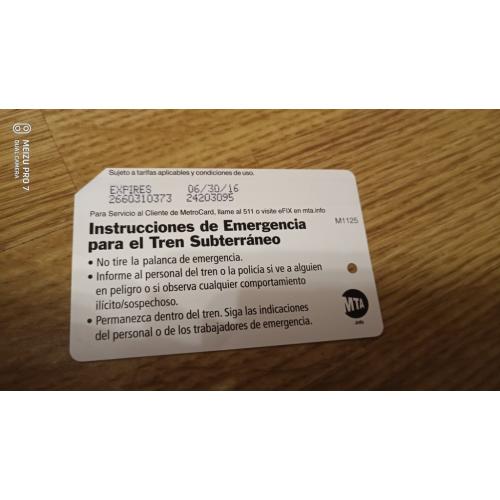 Sujeto a tarifas aplicables y condiciones de uso.
EXPIRES 06/30/16
2660310373 24203095
Para Servicio al Cliente de MetroCard, llame al 511 o visite eFIX en mta.info
Instrucciones de Emergencia M1125
para el Tren Subterráneo
• No tire la palanca de emergencia.
• Informe al personal del tren o la policía si ve a alguien
en peligro o si observa cualquier comportamiento
ilícito/sospechoso.
• Permanezca dentro del tren. Siga las indicaciones
del personal o de los trabajadores de emergencia.
MTA
.info
MEIZU PRO 7
DUAL CAMERA